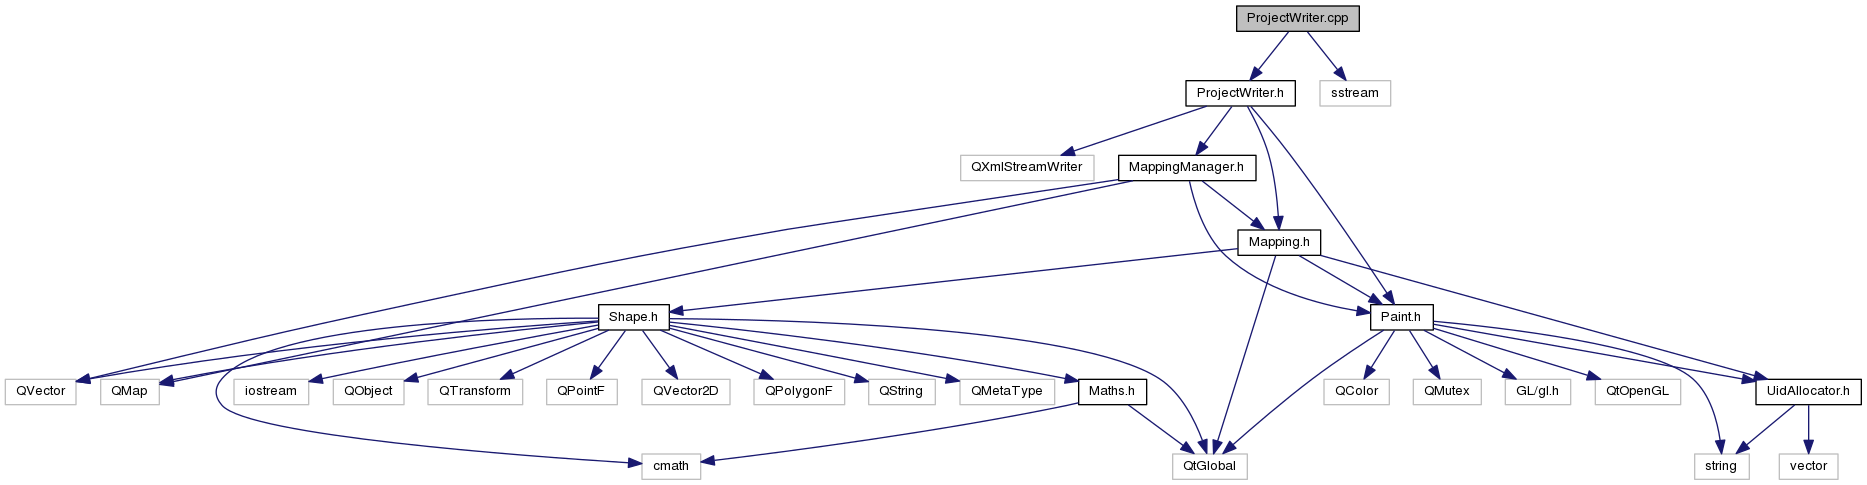 ProjectWriter.cpp
ProjectWriter.h
sstream
QXmlStreamWriter
MappingManager.h
Mapping.h
Shape.h
Paint.h
QVector
QMap
iostream
QObject
QTransform
QPointF
QVector2D
QPolygonF
QString
QMetaType
Maths.h
QColor
QMutex
GL/gl.h
QtOpenGL
UidAllocator.h
cmath
QtGlobal
string
vector